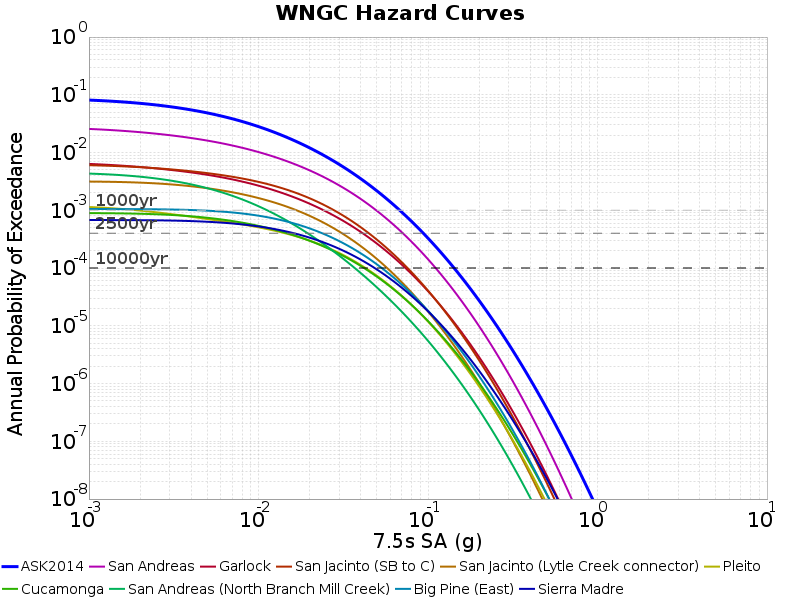 WNGC Hazard Curves
Annual Probability of Exceedance
10^0
10^-1
10^-2
10^-3
10^-4
10^-5
10^-6
10^-7
10^-8
1000yr
2500yr
10000yr
10^-3 10^-2 10^-1 10^0 10^1
7.5s SA (g)
ASK2014 San Andreas Garlock San Jacinto (SB to C) San Jacinto (Lytle Creek connector) Pleito
Cucamonga San Andreas (North Branch Mill Creek) Big Pine (East) Sierra Madre